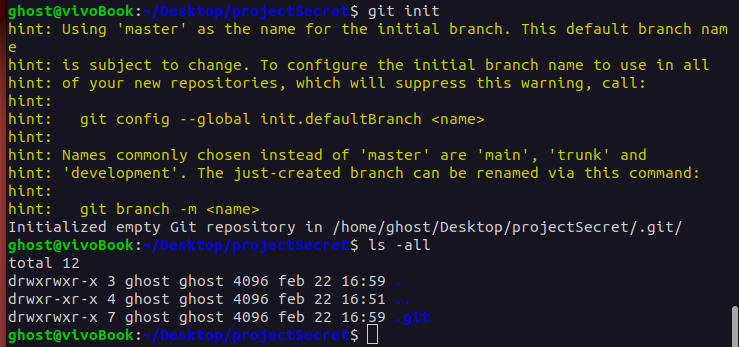 ghost@vivoBook:~/Desktop/projectSecret$ git init
hint: Using 'master' as the name for the initial branch. This default branch nam
e
hint: is subject to change. To configure the initial branch name to use in all
hint: of your new repositories, which will suppress this warning, call:
hint:
hint:   git config --global init.defaultBranch <name>
hint:
hint: Names commonly chosen instead of 'master' are 'main', 'trunk' and
hint: 'development'. The just-created branch can be renamed via this command:
hint:
hint:   git branch -m <name>
Initialized empty Git repository in /home/ghost/Desktop/projectSecret/.git/
ghost@vivoBook:~/Desktop/projectSecret$ ls -all
total 12
drwxrwxr-x 3 ghost ghost 4096 feb 22 16:59 .
drwxr-xr-x 4 ghost ghost 4096 feb 22 16:51 ..
drwxrwxr-x 7 ghost ghost 4096 feb 22 16:59 .git
ghost@vivoBook:~/Desktop/projectSecret$